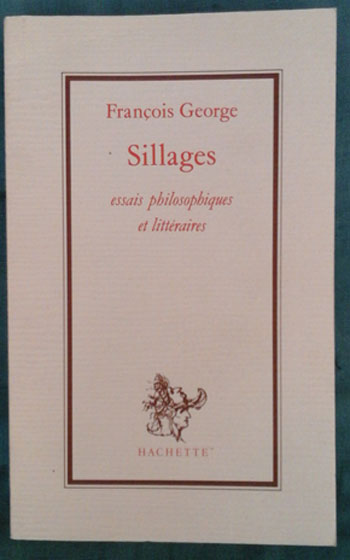 François George
Sillages
essais philosophiques
et littéraires
HACHETTE